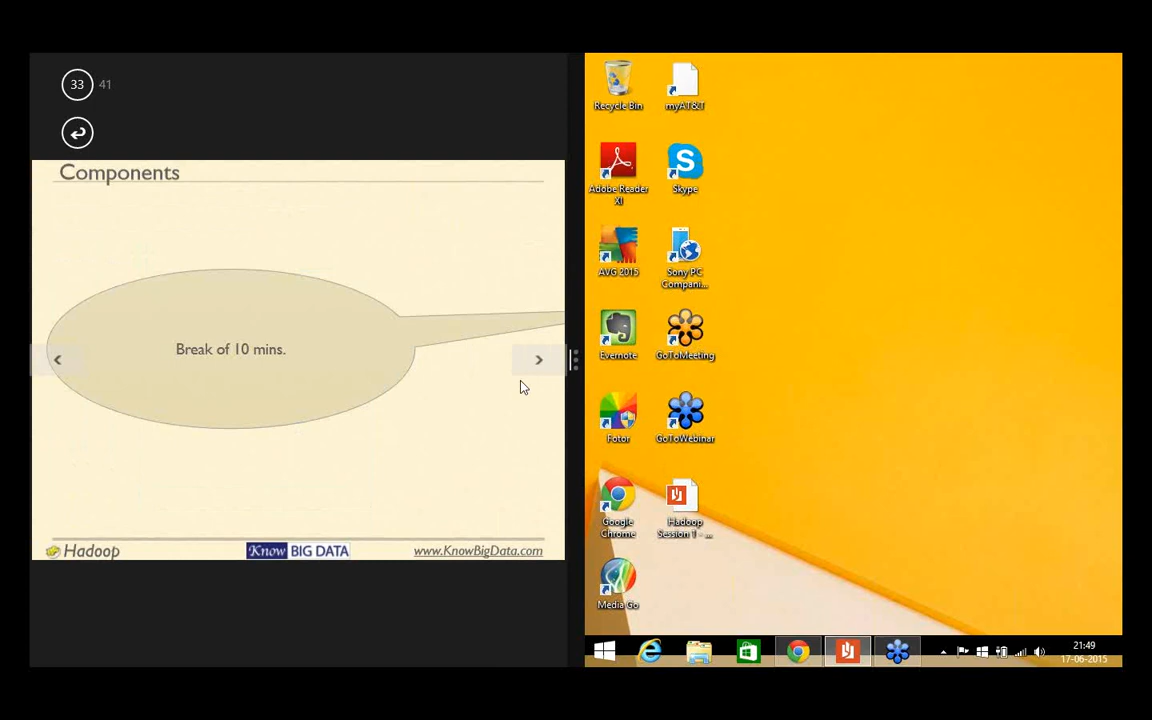 33 41
Components
Break of 10 mins.
Hadoop
Know BIG DATA
www.KnowBigData.com
Recycle Bin
myAT&T
Adobe Reader
XI
Skype
AVG 2015
Sony PC
Compani...
Evernote
GoToMeeting
Fotor
GoToWebinar
Google
Chrome
Hadoop
Session 1 - ...
Media Go
21:49
17-06-2015